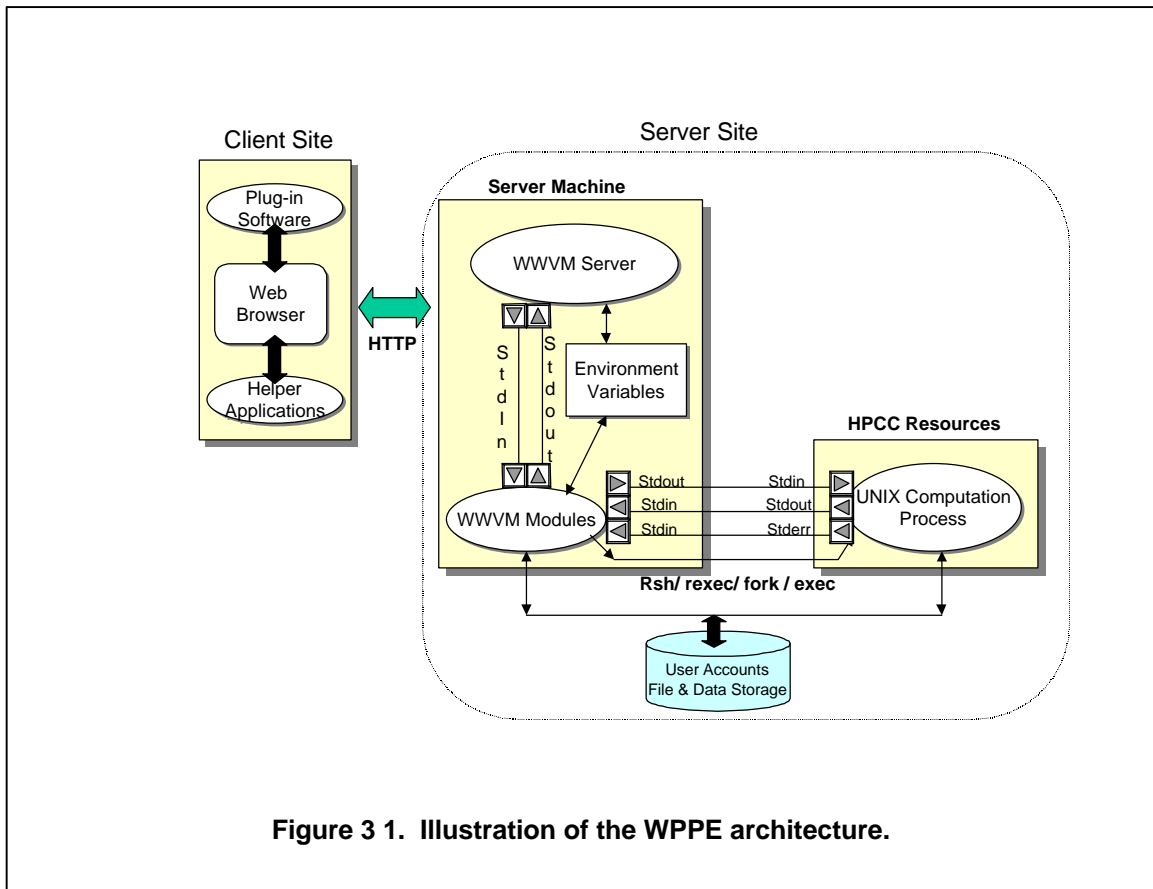 Client Site
Server Site
Plug-in
Software
Web
Browser
Helper
Applications
HTTP
Server Machine
WWVM Server
StdIn
Stdout
Environment
Variables
WWVM Modules
HPCC Resources
Stdout
Stdin
Stdin
Stdout
Stdin
Stderr
UNIX Computation
Process
Rsh/ rexec/ fork / exec
User Accounts
File & Data Storage
Figure 3 1. Illustration of the WPPE architecture.